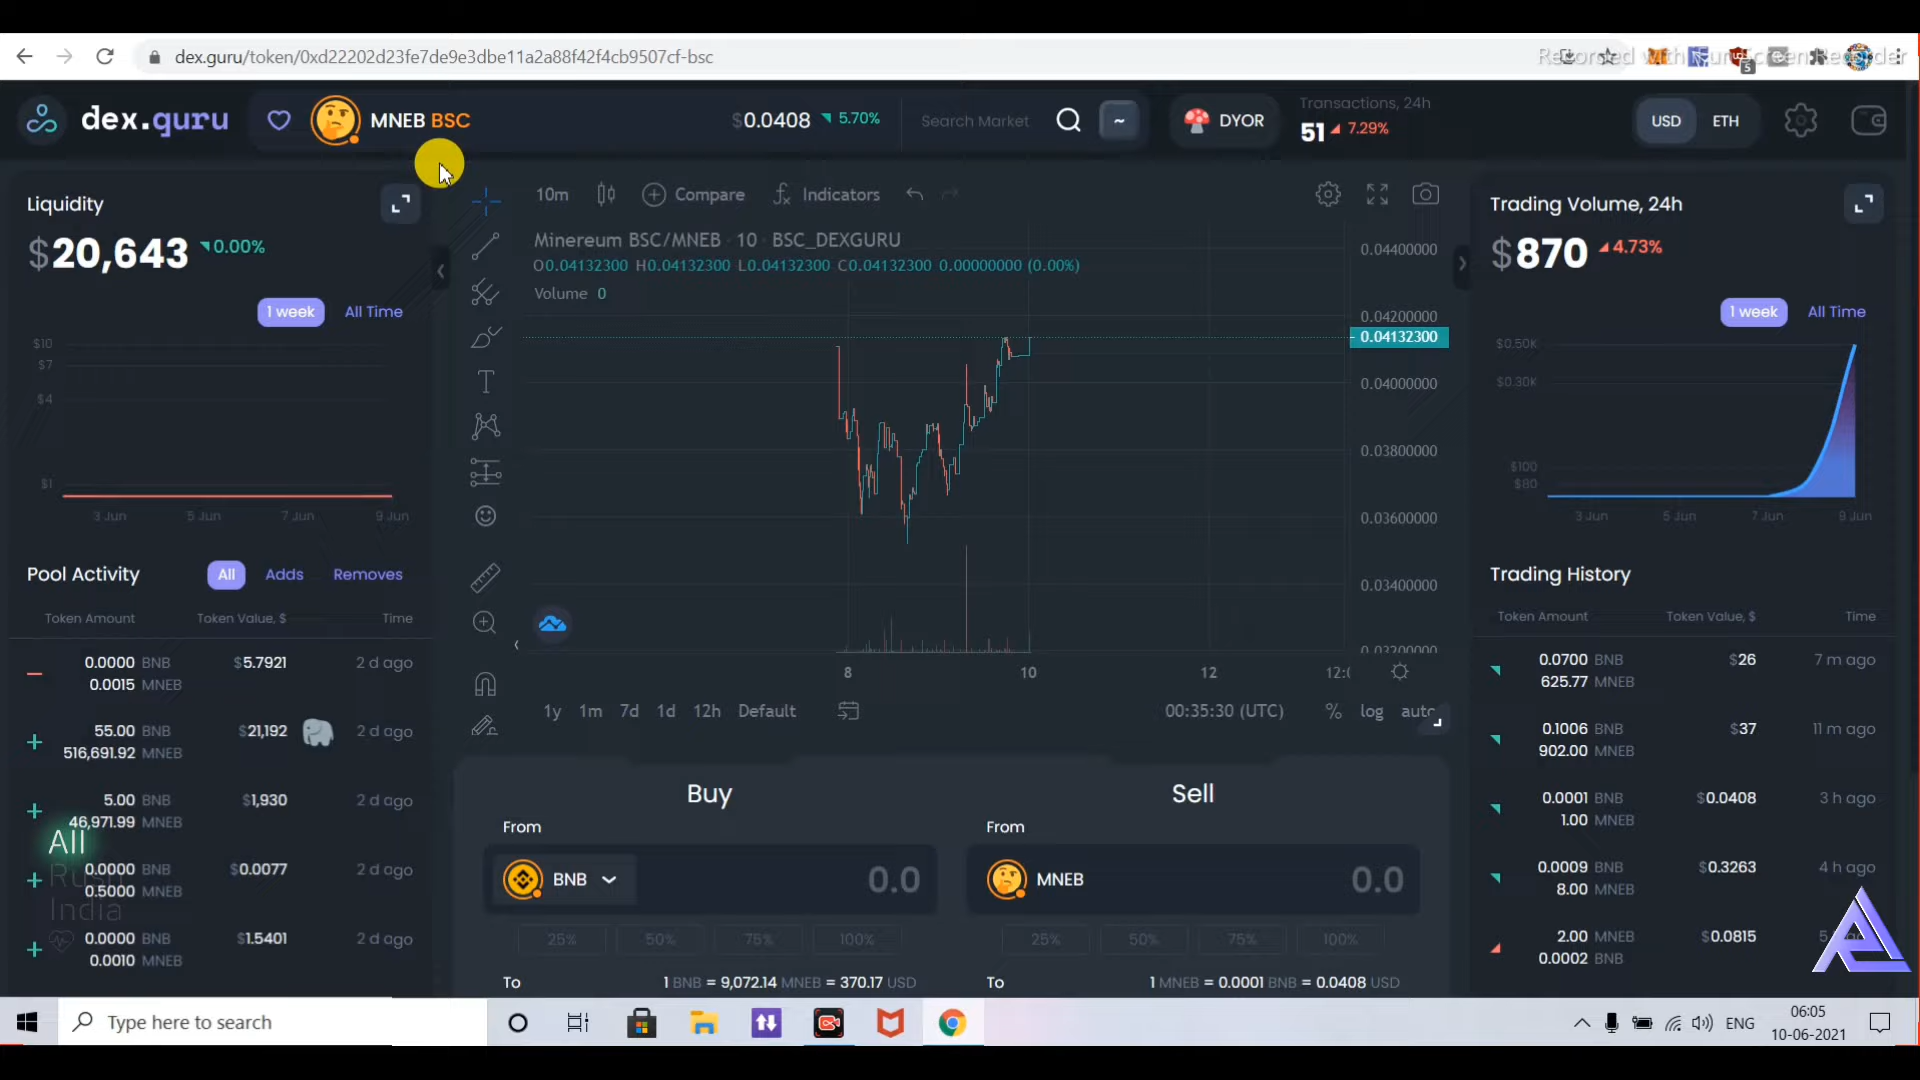 dex.guru/token/0xd22202d23fe7de9e3dbe11a2a88f42f4cb9507cf-bsc
dex.guru
MNEB BSC
$0.0408 5.70%
Search Market
~
DYOR
Transactions, 24h
51 7.29%
USD ETH
Liquidity
$20,643 0.00%
1 week All Time
$10
$7
$4
$1
3 Jun 5 Jun 7 Jun 9 Jun
Pool Activity All Adds Removes
Token Amount Token Value, $ Time
0.0000 BNB $5.7921 2 d ago
0.0015 MNEB
55.00 BNB $21,192 2 d ago
516,691.92 MNEB
5.00 BNB $1,930 2 d ago
46,971.99 MNEB
All
0.0000 BNB $0.0077 2 d ago
0.5000 MNEB
India
0.0000 BNB $1.5401 2 d ago
0.0010 MNEB
10m Compare Indicators
Minereum BSC/MNEB · 10 · BSC_DEXGURU
O0.04132300 H0.04132300 L0.04132300 C0.04132300 0.00000000 (0.00%)
Volume 0
0.04400000
0.04200000
0.04132300
0.04000000
0.03800000
0.03600000
0.03400000
8 10 12
1y 1m 7d 1d 12h Default 00:35:30 (UTC) % log auto
Buy
From
BNB 0.0
25% 50% 75% 100%
To 1 BNB = 9,072.14 MNEB = 370.17 USD
Sell
From
MNEB 0.0
25% 50% 75% 100%
To 1 MNEB = 0.0001 BNB = 0.0408 USD
Trading Volume, 24h
$870 4.73%
1 week All Time
$0.50K
$0.30K
$100
$80
3 Jun 5 Jun 7 Jun 9 Jun
Trading History
Token Amount Token Value, $ Time
0.0700 BNB $26 7 m ago
625.77 MNEB
0.1006 BNB $37 11 m ago
902.00 MNEB
0.0001 BNB $0.0408 3 h ago
1.00 MNEB
0.0009 BNB $0.3263 4 h ago
8.00 MNEB
2.00 MNEB $0.0815
0.0002 BNB
Type here to search
ENG
06:05
10-06-2021